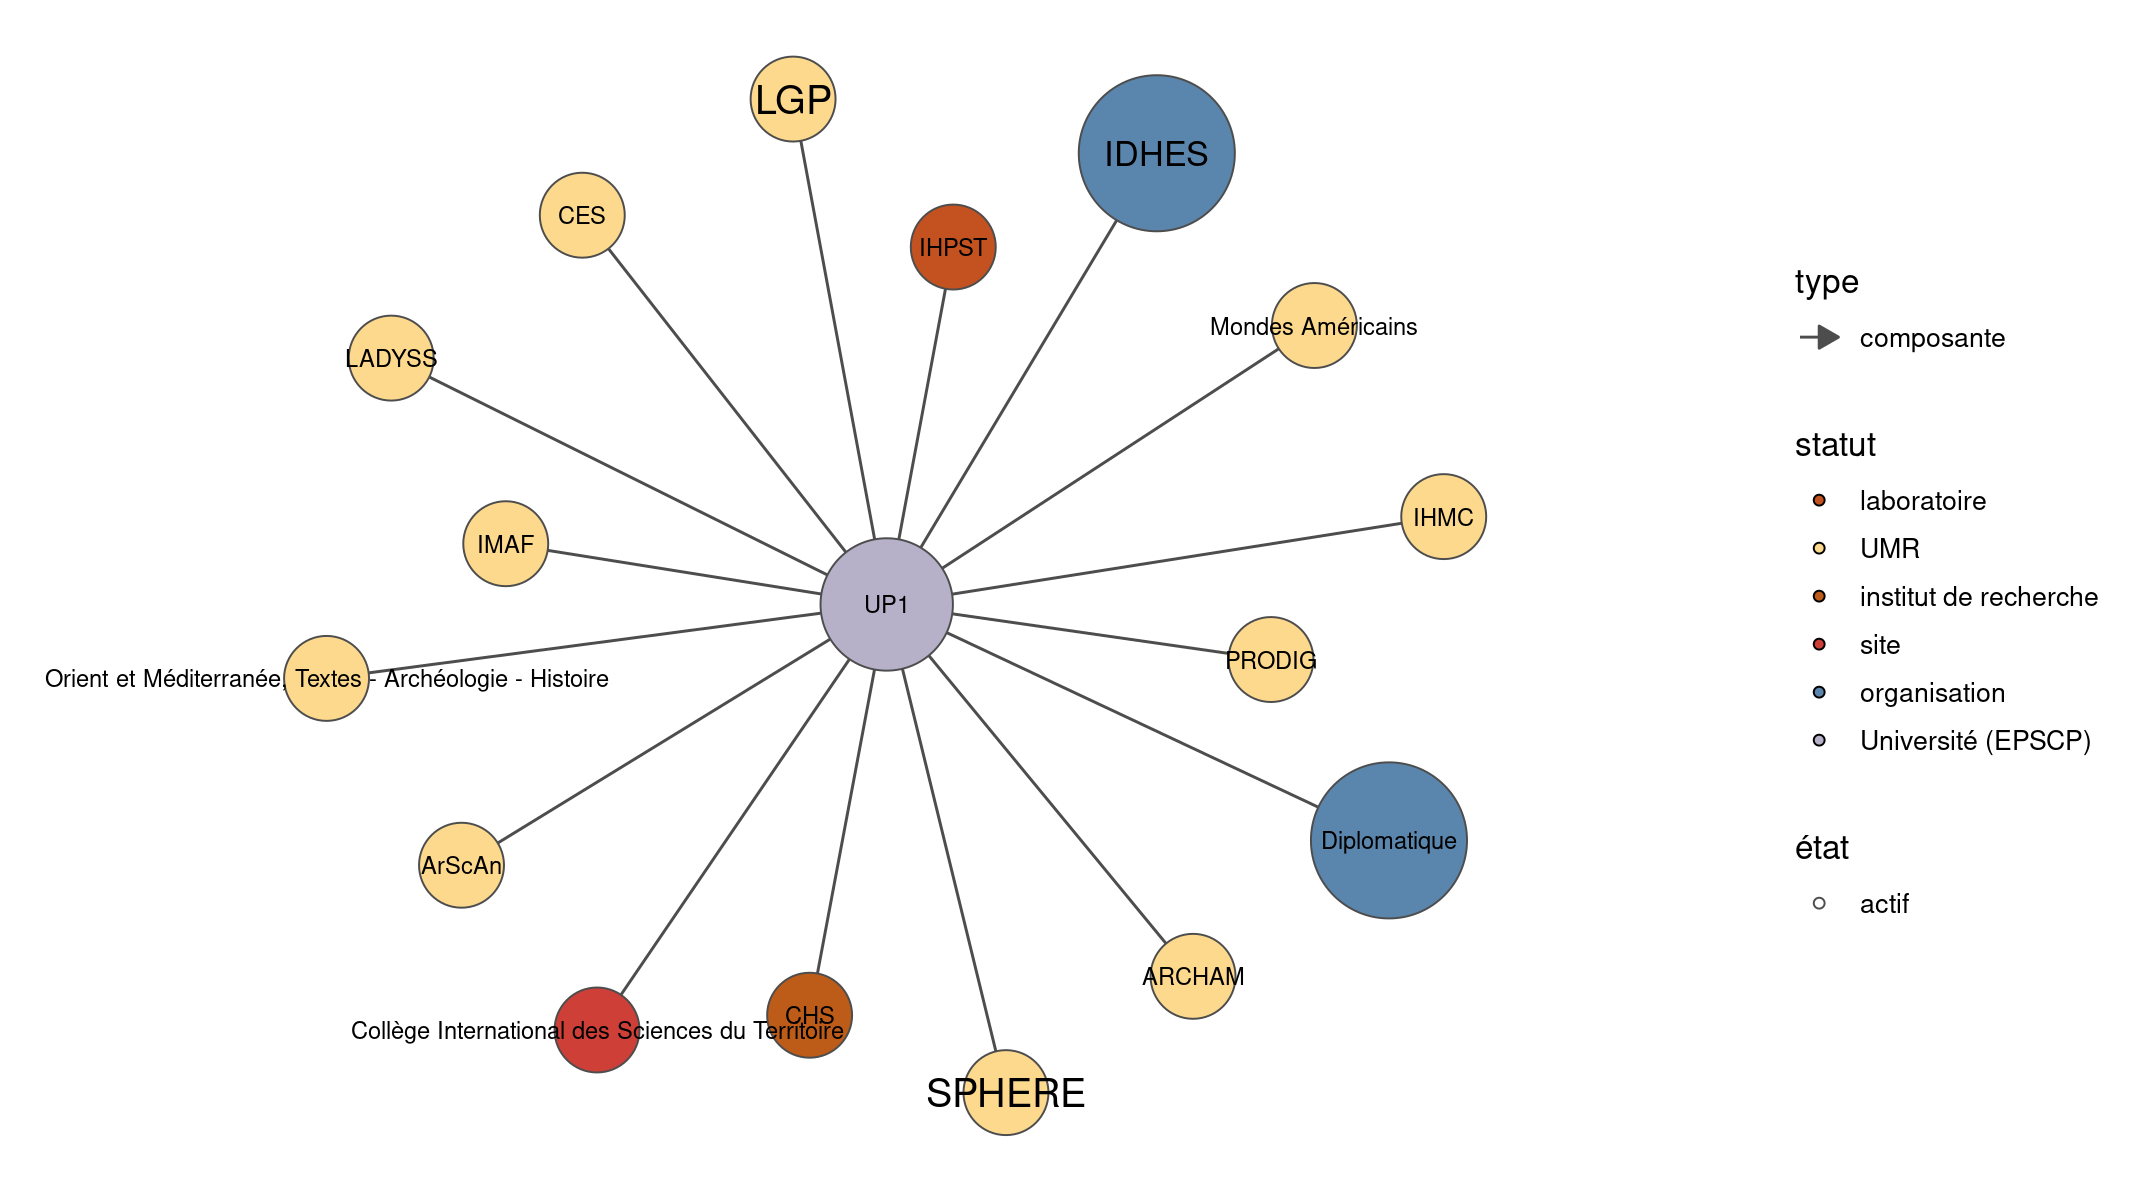 LGP
IDHES
CES
IHPST
Mondes Américains
LADYSS
IHMC
IMAF
UP1
PRODIG
Orient et Méditerranée, Textes - Archéologie - Histoire
Diplomatique
ArScAn
ARCHAM
CHS
Collège International des Sciences du Territoire
SPHERE
type
composante
statut
laboratoire
UMR
institut de recherche
site
organisation
Université (EPSCP)
état
actif